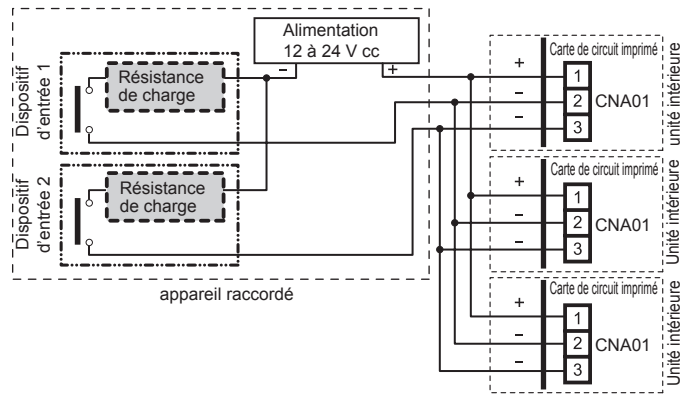 Alimentation
12 à 24 V cc
−
+
Dispositif
d'entrée 1
Résistance
de charge
Dispositif
d'entrée 2
Résistance
de charge
appareil raccordé
Carte de circuit imprimé
+
−
−
1
2
3
CNA01
unité intérieure
Carte de circuit imprimé
+
−
−
1
2
3
CNA01
Unité intérieure
Carte de circuit imprimé
+
−
−
1
2
3
CNA01
Unité intérieure